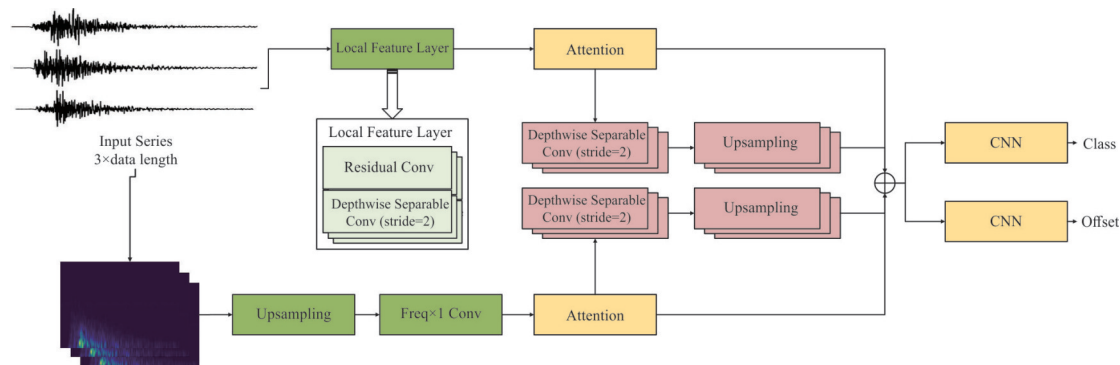 Input Series
3×data length
Local Feature Layer
Local Feature Layer
Residual Conv
Depthwise Separable
Conv (stride=2)
Attention
Depthwise Separable
Conv (stride=2)
Upsampling
Depthwise Separable
Conv (stride=2)
Upsampling
Upsampling
Freq×1 Conv
Attention
CNN
Class
CNN
Offset